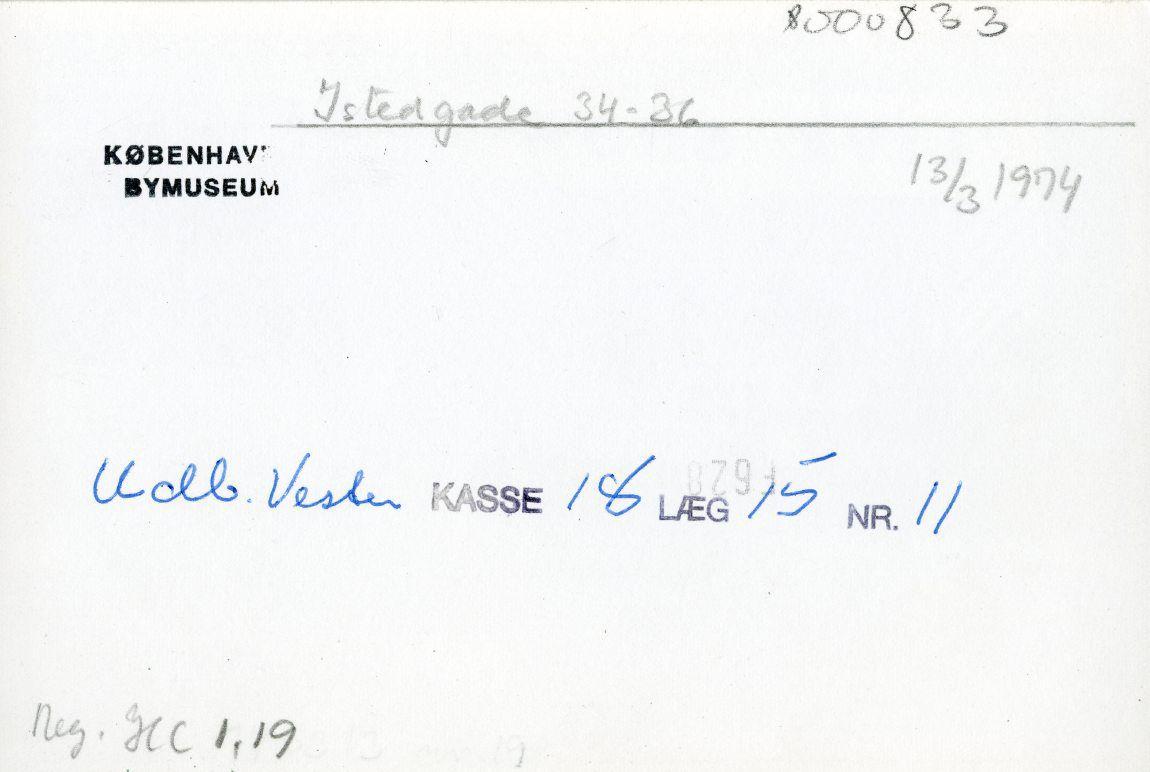 8000833
Istedgade 34-36
KØBENHAV
BYMUSEUM
13/3 1974
Udb. Vester KASSE 18 LÆG 15 NR. 11
Neg. HC 1,19